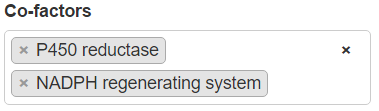 Co-factors
× P450 reductase ×
× NADPH regenerating system